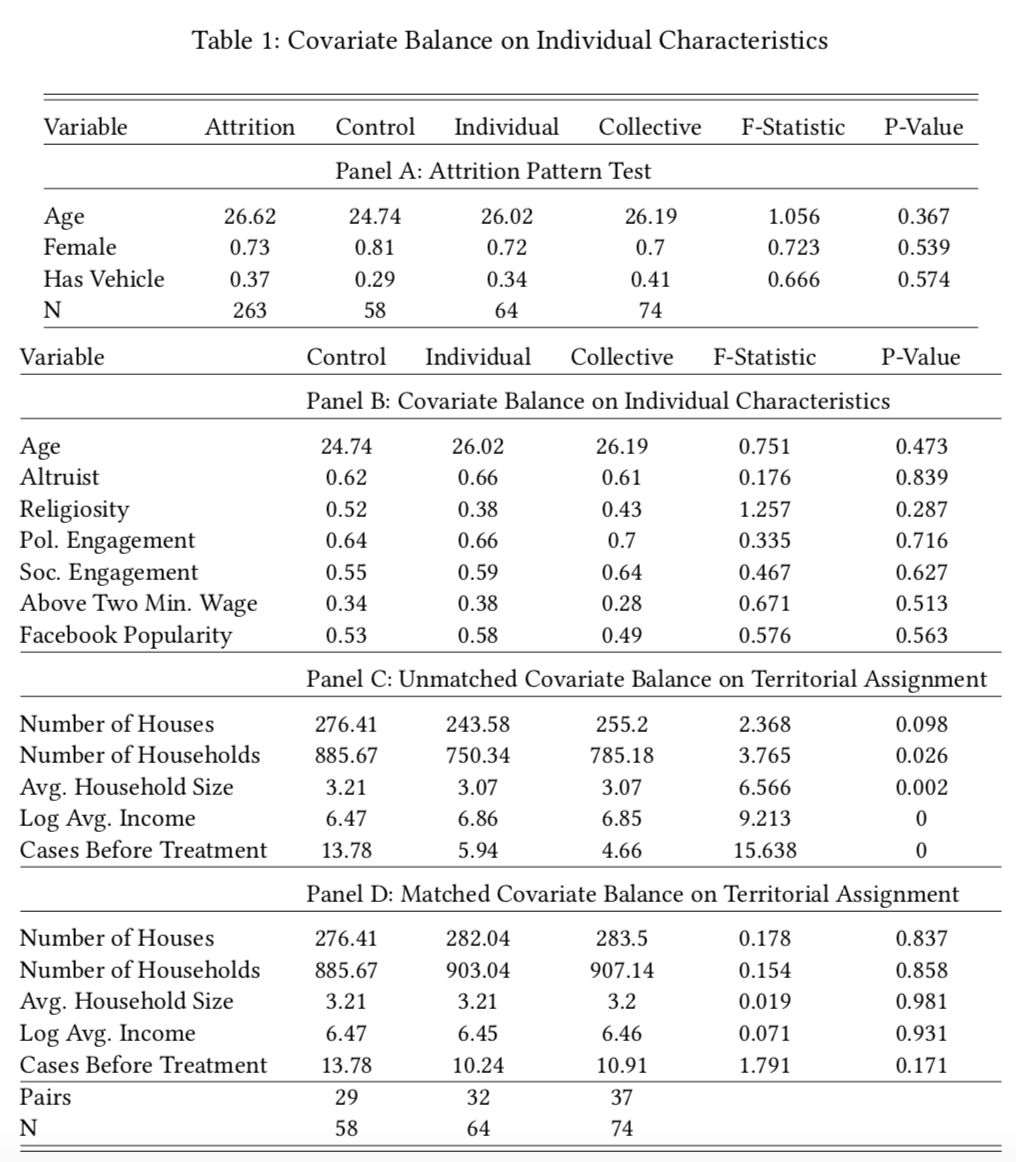 Table 1: Covariate Balance on Individual Characteristics
Variable Attrition Control Individual Collective F-Statistic P-Value
Panel A: Attrition Pattern Test
Age 26.62 24.74 26.02 26.19 1.056 0.367
Female 0.73 0.81 0.72 0.7 0.723 0.539
Has Vehicle 0.37 0.29 0.34 0.41 0.666 0.574
N 263 58 64 74
Variable Control Individual Collective F-Statistic P-Value
Panel B: Covariate Balance on Individual Characteristics
Age 24.74 26.02 26.19 0.751 0.473
Altruist 0.62 0.66 0.61 0.176 0.839
Religiosity 0.52 0.38 0.43 1.257 0.287
Pol. Engagement 0.64 0.66 0.7 0.335 0.716
Soc. Engagement 0.55 0.59 0.64 0.467 0.627
Above Two Min. Wage 0.34 0.38 0.28 0.671 0.513
Facebook Popularity 0.53 0.58 0.49 0.576 0.563
Panel C: Unmatched Covariate Balance on Territorial Assignment
Number of Houses 276.41 243.58 255.2 2.368 0.098
Number of Households 885.67 750.34 785.18 3.765 0.026
Avg. Household Size 3.21 3.07 3.07 6.566 0.002
Log Avg. Income 6.47 6.86 6.85 9.213 0
Cases Before Treatment 13.78 5.94 4.66 15.638 0
Panel D: Matched Covariate Balance on Territorial Assignment
Number of Houses 276.41 282.04 283.5 0.178 0.837
Number of Households 885.67 903.04 907.14 0.154 0.858
Avg. Household Size 3.21 3.21 3.2 0.019 0.981
Log Avg. Income 6.47 6.45 6.46 0.071 0.931
Cases Before Treatment 13.78 10.24 10.91 1.791 0.171
Pairs 29 32 37
N 58 64 74